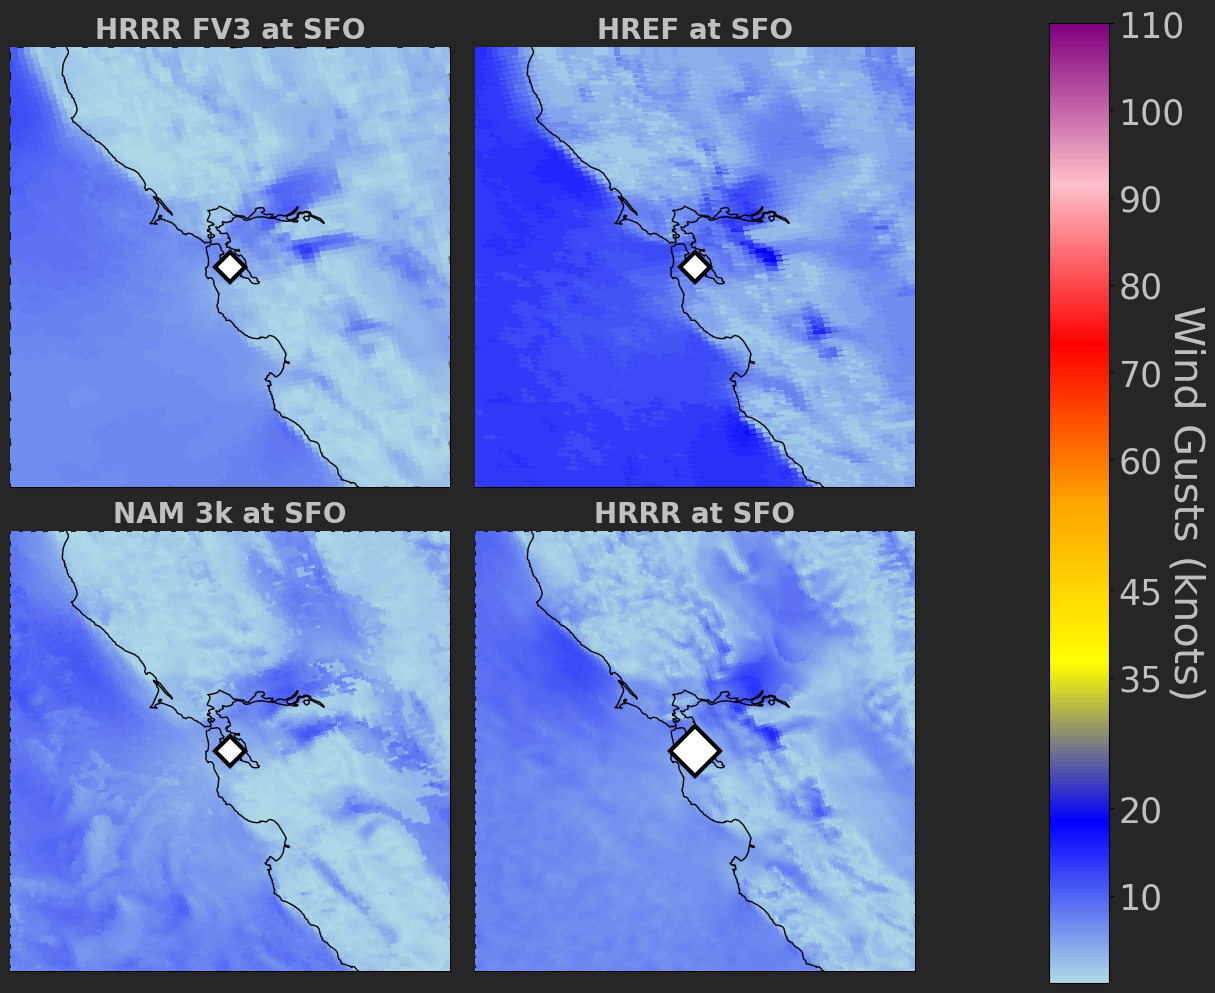 HRRR FV3 at SFO
HREF at SFO
NAM 3k at SFO
HRRR at SFO
110
100
90
80
70
60
45
35
20
10
Wind Gusts (knots)